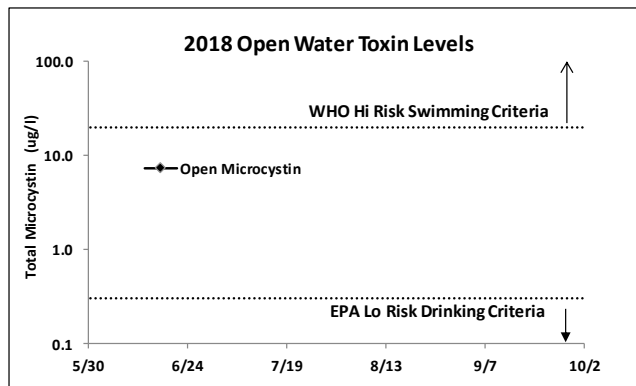 2018 Open Water Toxin Levels
100.0
WHO Hi Risk Swimming Criteria
10.0
Open Microcystin
Total Microcystin (ug/l)
1.0
EPA Lo Risk Drinking Criteria
0.1
5/30 6/24 7/19 8/13 9/7 10/2